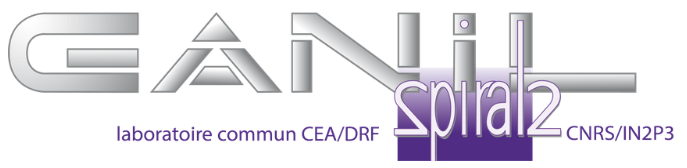 GANIL
spiral2
laboratoire commun CEA/DRF CNRS/IN2P3